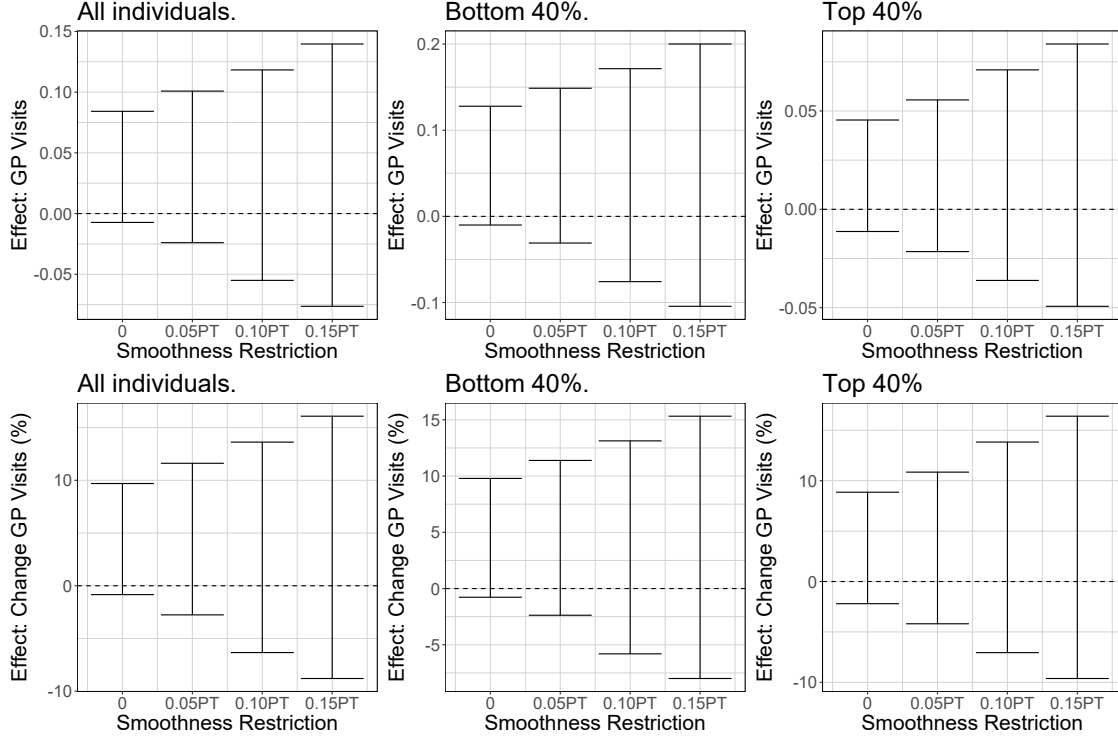 All individuals.
Effect: GP Visits
0.15
0.10
0.05
0.00
-0.05
0 0.05PT 0.10PT 0.15PT
Smoothness Restriction
Bottom 40%.
Effect: GP Visits
0.2
0.1
0.0
-0.1
0 0.05PT 0.10PT 0.15PT
Smoothness Restriction
Top 40%
Effect: GP Visits
0.05
0.00
-0.05
0 0.05PT 0.10PT 0.15PT
Smoothness Restriction
All individuals.
Effect: Change GP Visits (%)
10
0
-10
0 0.05PT 0.10PT 0.15PT
Smoothness Restriction
Bottom 40%.
Effect: Change GP Visits (%)
15
10
5
0
-5
0 0.05PT 0.10PT 0.15PT
Smoothness Restriction
Top 40%
Effect: Change GP Visits (%)
10
0
-10
0 0.05PT 0.10PT 0.15PT
Smoothness Restriction